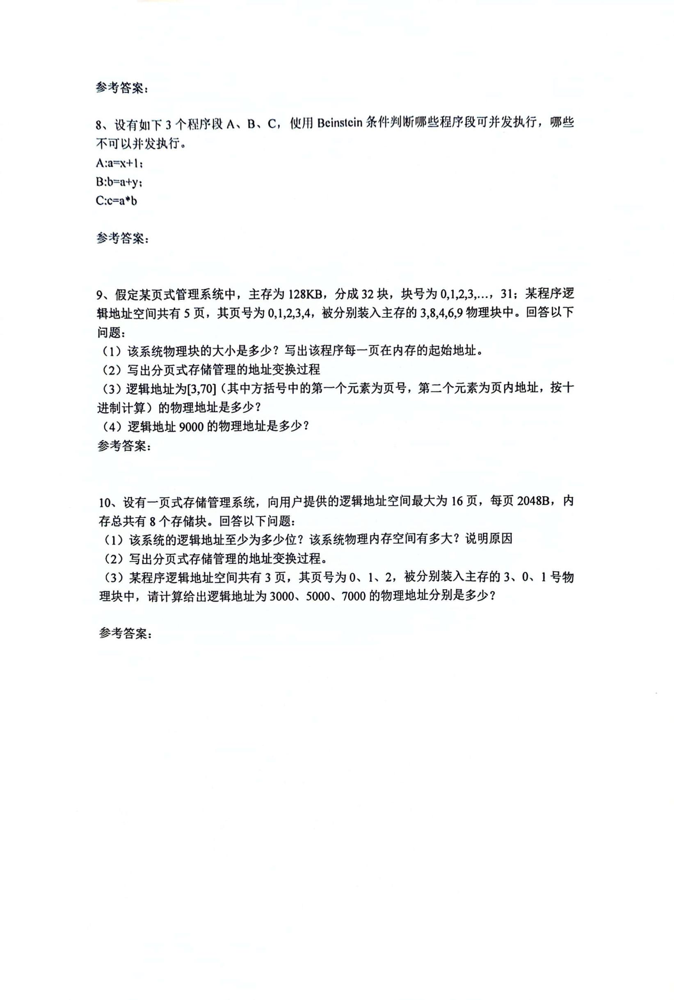 参考答案：
8、设有如下 3 个程序段 A、B、C，使用 Beinstein 条件判断哪些程序段可并发执行，哪些
不可以并发执行。
A:a=x+1;
B:b=a+y;
C:c=a*b
参考答案：
9、假定某页式管理系统中，主存为 128KB，分成 32 块，块号为 0,1,2,3,…，31；某程序逻
辑地址空间共有 5 页，其页号为 0,1,2,3,4，被分别装入主存的 3,8,4,6,9 物理块中。回答以下
问题：
（1）该系统物理块的大小是多少？写出该程序每一页在内存的起始地址。
（2）写出分页式存储管理的地址变换过程
（3）逻辑地址为[3,70]（其中方括号中的第一个元素为页号，第二个元素为页内地址，按十
进制计算）的物理地址是多少？
（4）逻辑地址 9000 的物理地址是多少？
参考答案：
10、设有一页式存储管理系统，向用户提供的逻辑地址空间最大为 16 页，每页 2048B，内
存总共有 8 个存储块。回答以下问题：
（1）该系统的逻辑地址至少为多少位？该系统物理内存空间有多大？说明原因
（2）写出分页式存储管理的地址变换过程。
（3）某程序逻辑地址空间共有 3 页，其页号为 0、1、2，被分别装入主存的 3、0、1 号物
理块中，请计算给出逻辑地址为 3000、5000、7000 的物理地址分别是多少？
参考答案：